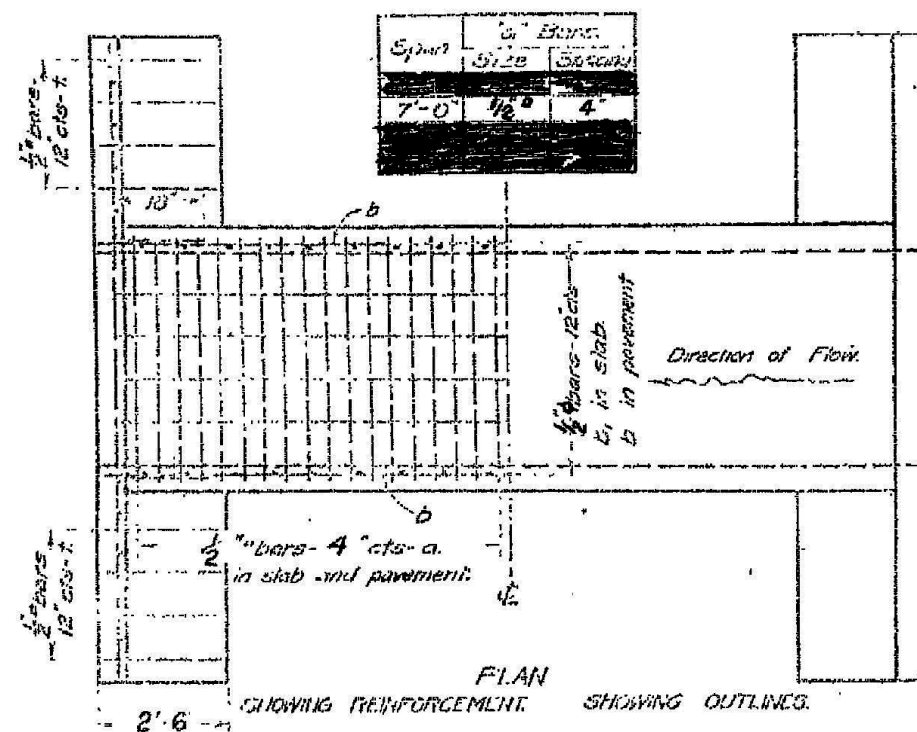 "a" Bars.
Span Size Spacing
7'-0" ½"□ 4"
½"□ bars-
12" cts-t.
18"
b
½"ϕ bars-12" cts
b, in slab.
b in pavement
Direction of Flow.
b
½ "□ bars- 4 "cts-a.
in slab and pavement.
½"□ bars
12" cts-t.
℄
PLAN
SHOWING REINFORCEMENT. SHOWING OUTLINES.
2'-6